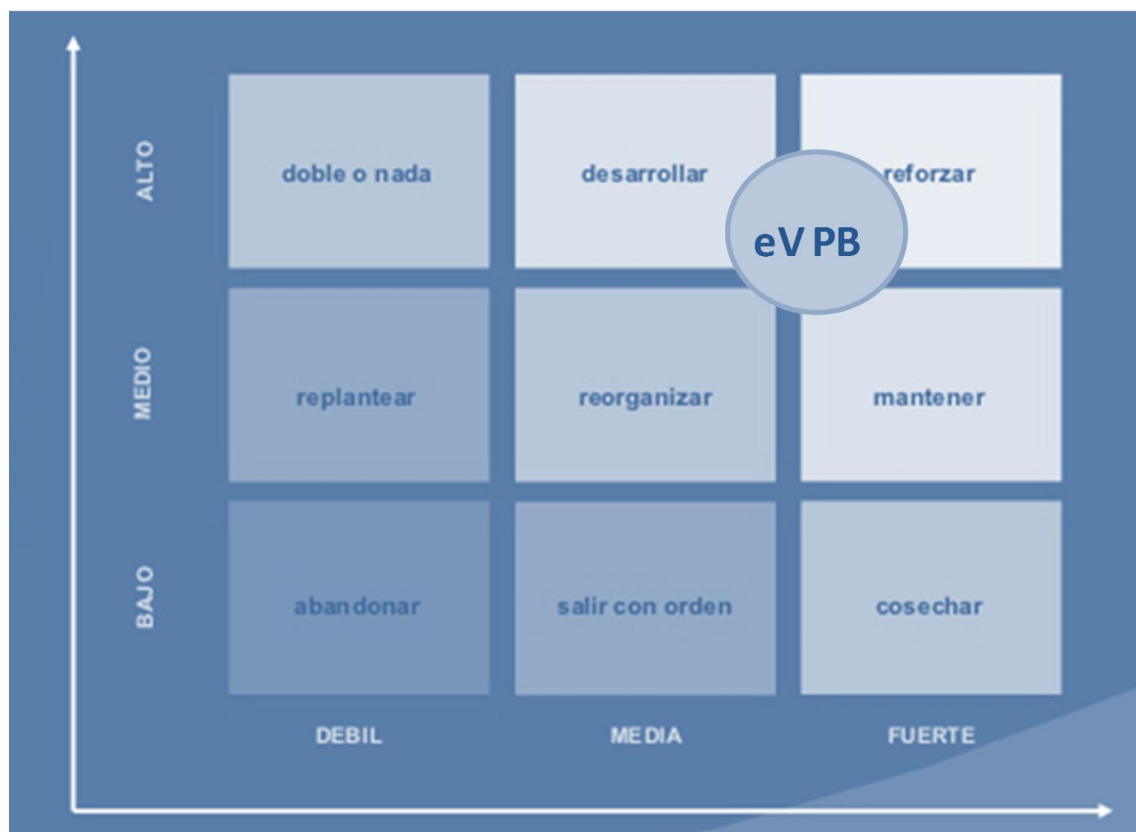 ALTO
doble o nada
desarrollar
reforzar
eV PB
MEDIO
replantear
reorganizar
mantener
BAJO
abandonar
salir con orden
cosechar
DEBIL
MEDIA
FUERTE